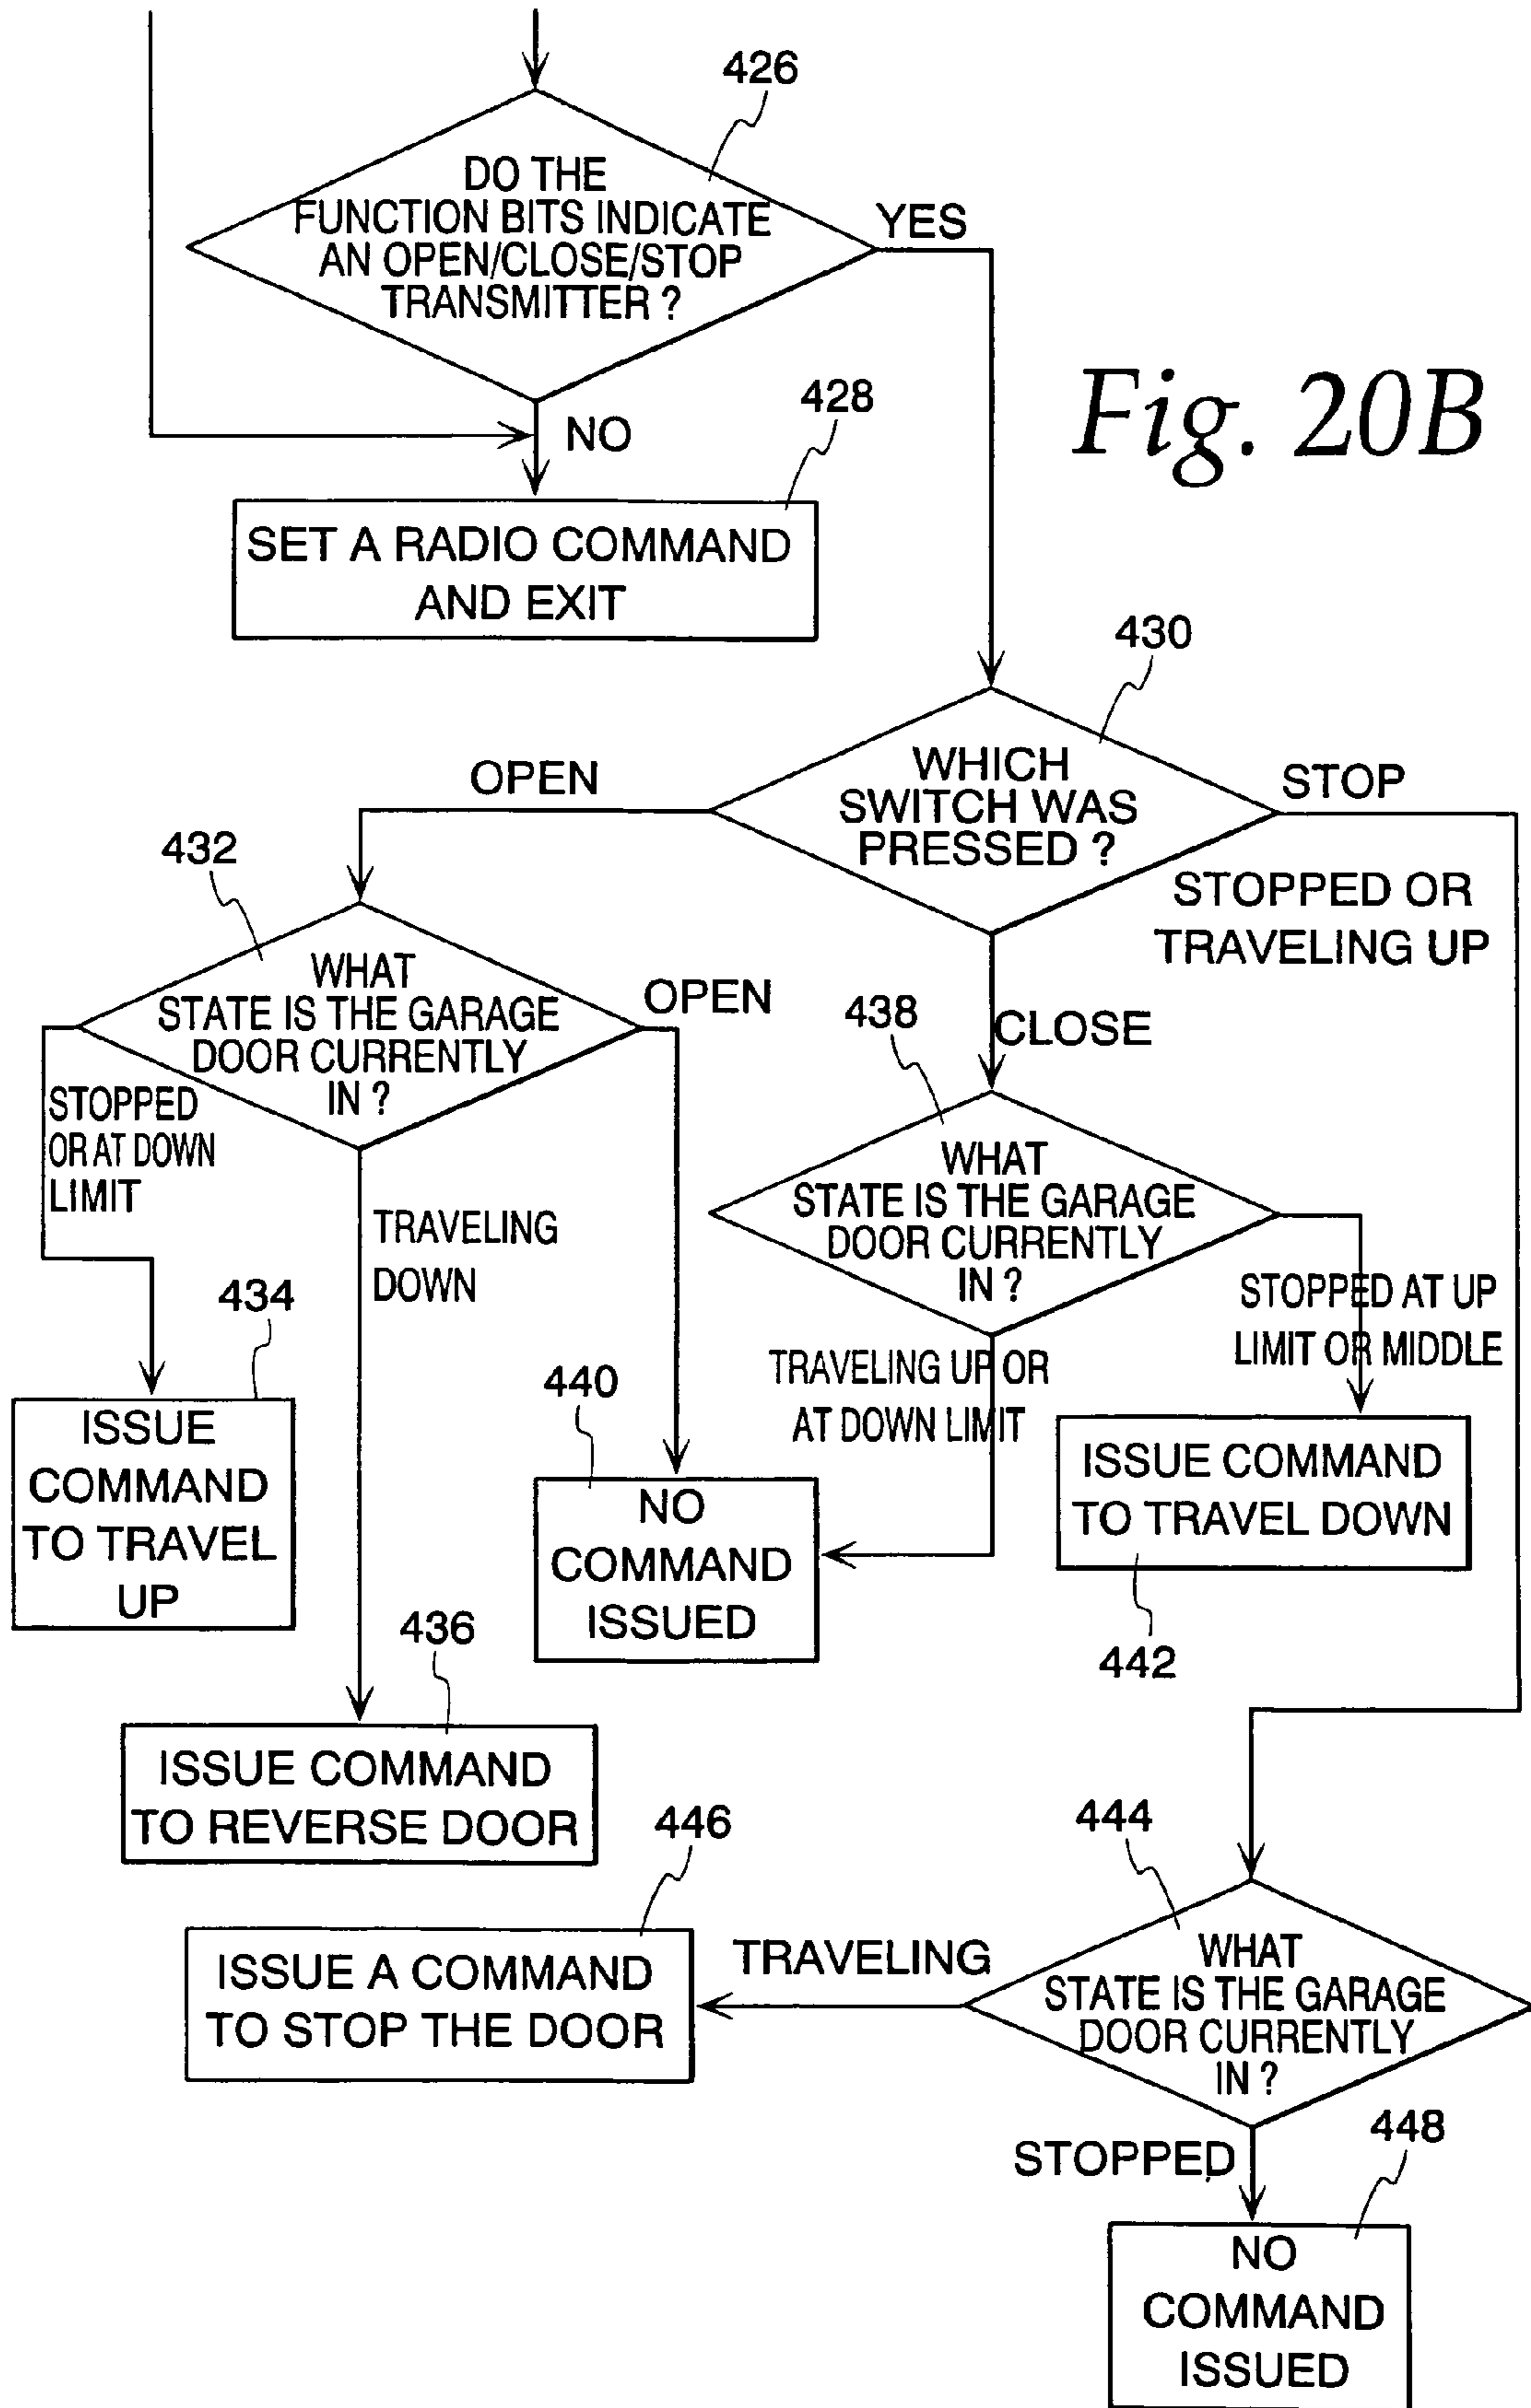 426
DO THE
FUNCTION BITS INDICATE
AN OPEN/CLOSE/STOP
TRANSMITTER ?
YES
Fig. 20B
NO
428
SET A RADIO COMMAND
AND EXIT
430
WHICH
SWITCH WAS
PRESSED ?
OPEN
STOP
STOPPED OR
TRAVELING UP
CLOSE
432
WHAT
STATE IS THE GARAGE
DOOR CURRENTLY
IN ?
OPEN
STOPPED
OR AT DOWN
LIMIT
TRAVELING
DOWN
438
WHAT
STATE IS THE GARAGE
DOOR CURRENTLY
IN ?
STOPPED AT UP
LIMIT OR MIDDLE
TRAVELING UP OR
AT DOWN LIMIT
434
ISSUE
COMMAND
TO TRAVEL
UP
440
NO
COMMAND
ISSUED
ISSUE COMMAND
TO TRAVEL DOWN
442
436
ISSUE COMMAND
TO REVERSE DOOR
446
ISSUE A COMMAND
TO STOP THE DOOR
TRAVELING
444
WHAT
STATE IS THE GARAGE
DOOR CURRENTLY
IN ?
STOPPED
448
NO
COMMAND
ISSUED